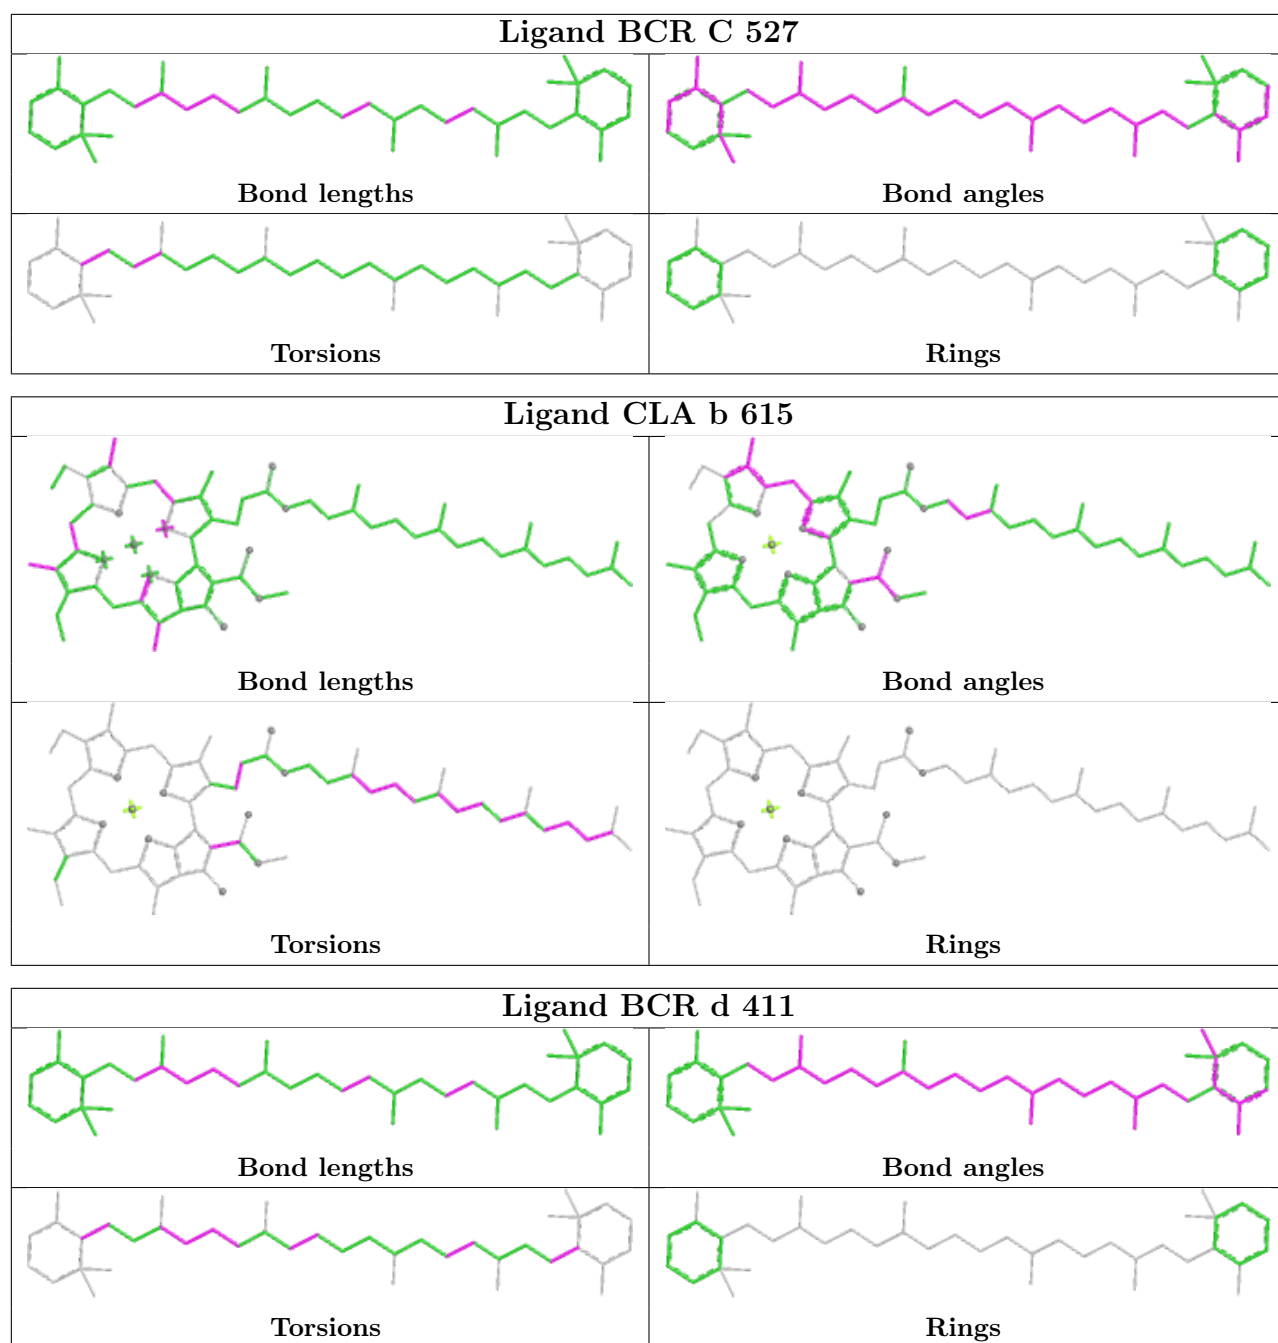 Ligand BCR C 527
Bond lengths
Bond angles
Torsions
Rings
Ligand CLA b 615
Bond lengths
Bond angles
Torsions
Rings
Ligand BCR d 411
Bond lengths
Bond angles
Torsions
Rings